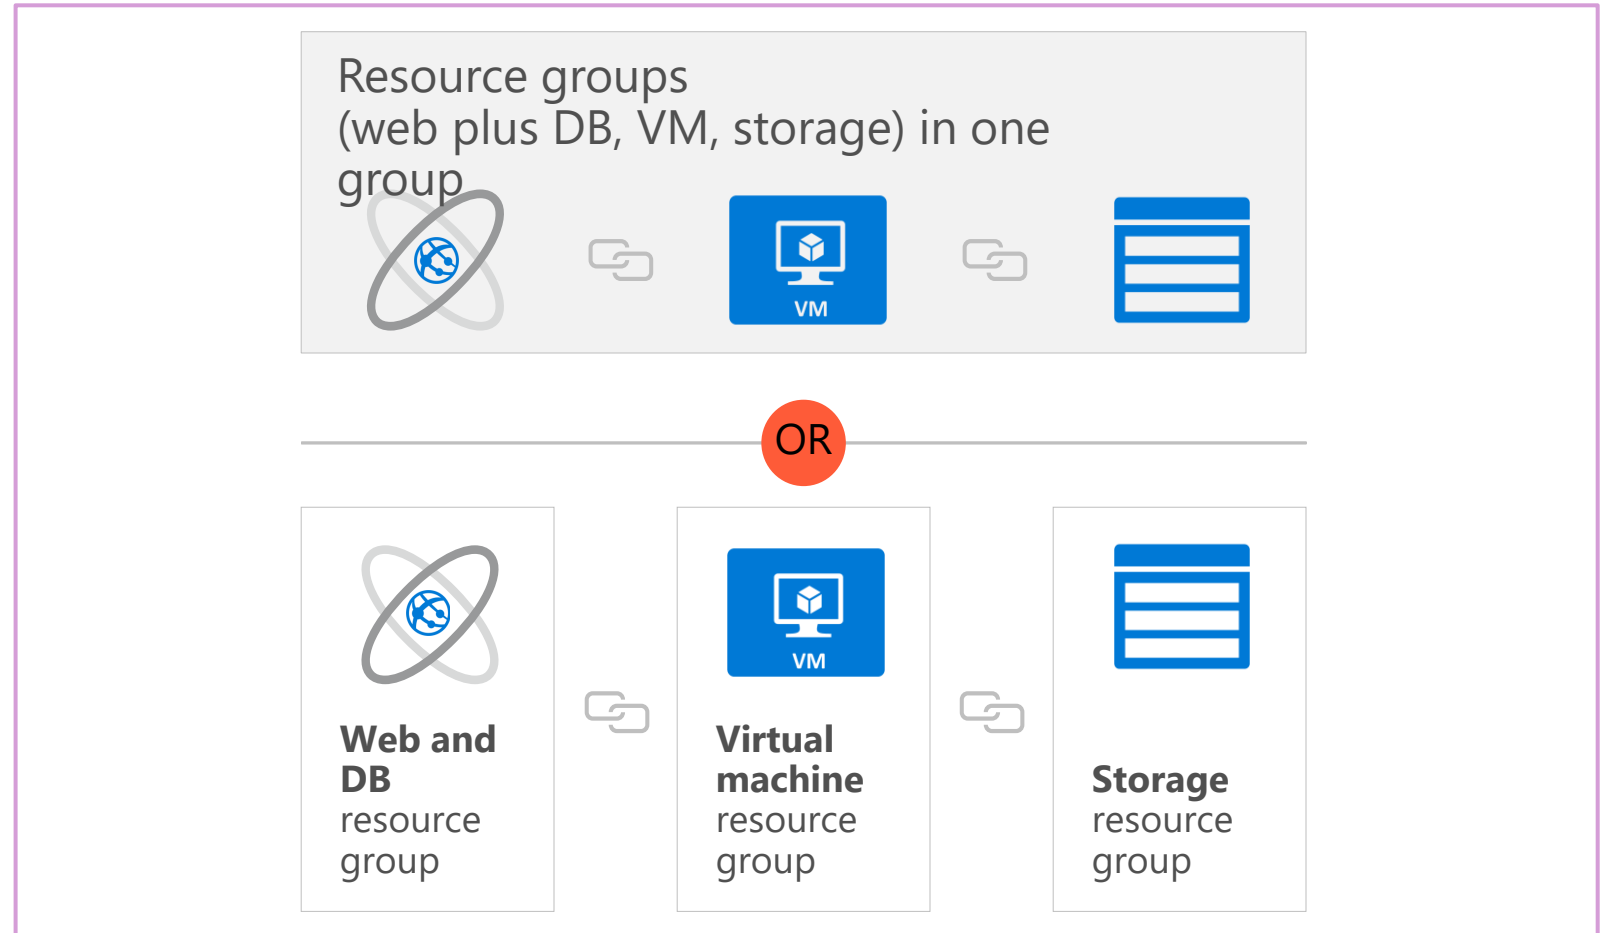 Resource groups
(web plus DB, VM, storage) in one
group
VM
OR
Web and
DB
resource
group
VM
Virtual
machine
resource
group
Storage
resource
group